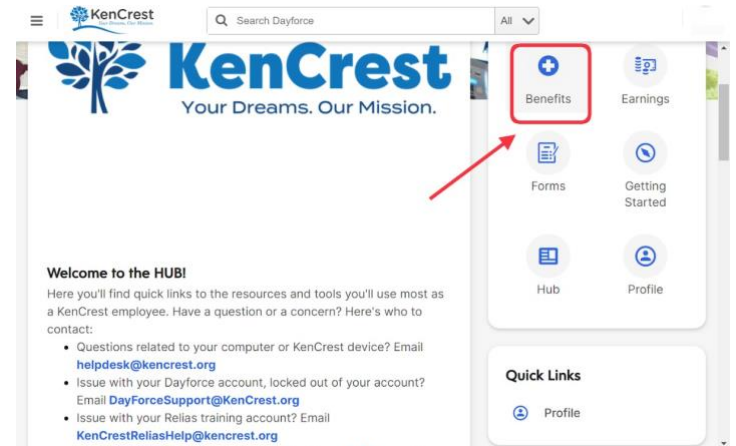 KenCrest
Your Dreams. Our Mission.
Search Dayforce
All
KenCrest
Your Dreams. Our Mission.
Benefits
Earnings
Forms
Getting
Started
Hub
Profile
Welcome to the HUB!
Here you'll find quick links to the resources and tools you'll use most as
a KenCrest employee. Have a question or a concern? Here's who to
contact:
Questions related to your computer or KenCrest device? Email
helpdesk@kencrest.org
Issue with your Dayforce account, locked out of your account?
Email DayForceSupport@KenCrest.org
Issue with your Relias training account? Email
KenCrestReliasHelp@kencrest.org
Quick Links
Profile